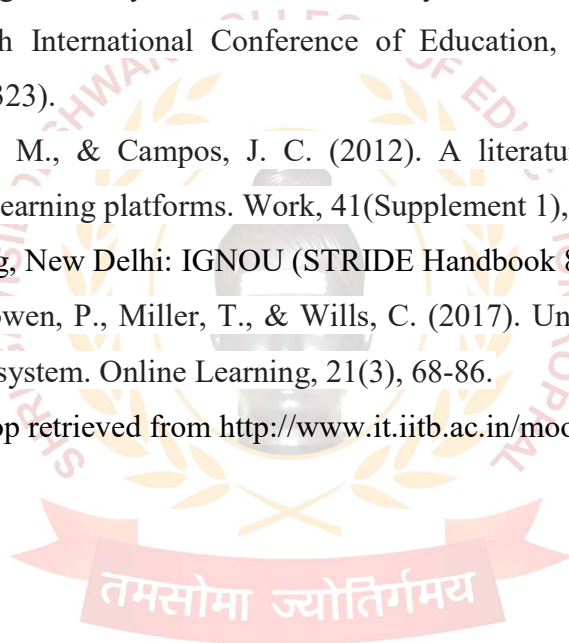 h International Conference of Education,
323).
M., & Campos, J. C. (2012). A literatu
earning platforms. Work, 41(Supplement 1),
g, New Delhi: IGNOU (STRIDE Handbook 8
owen, P., Miller, T., & Wills, C. (2017). Un
system. Online Learning, 21(3), 68-86.
op retrieved from http://www.it.iitb.ac.in/moo
तमसोमा ज्योतिर्गमय